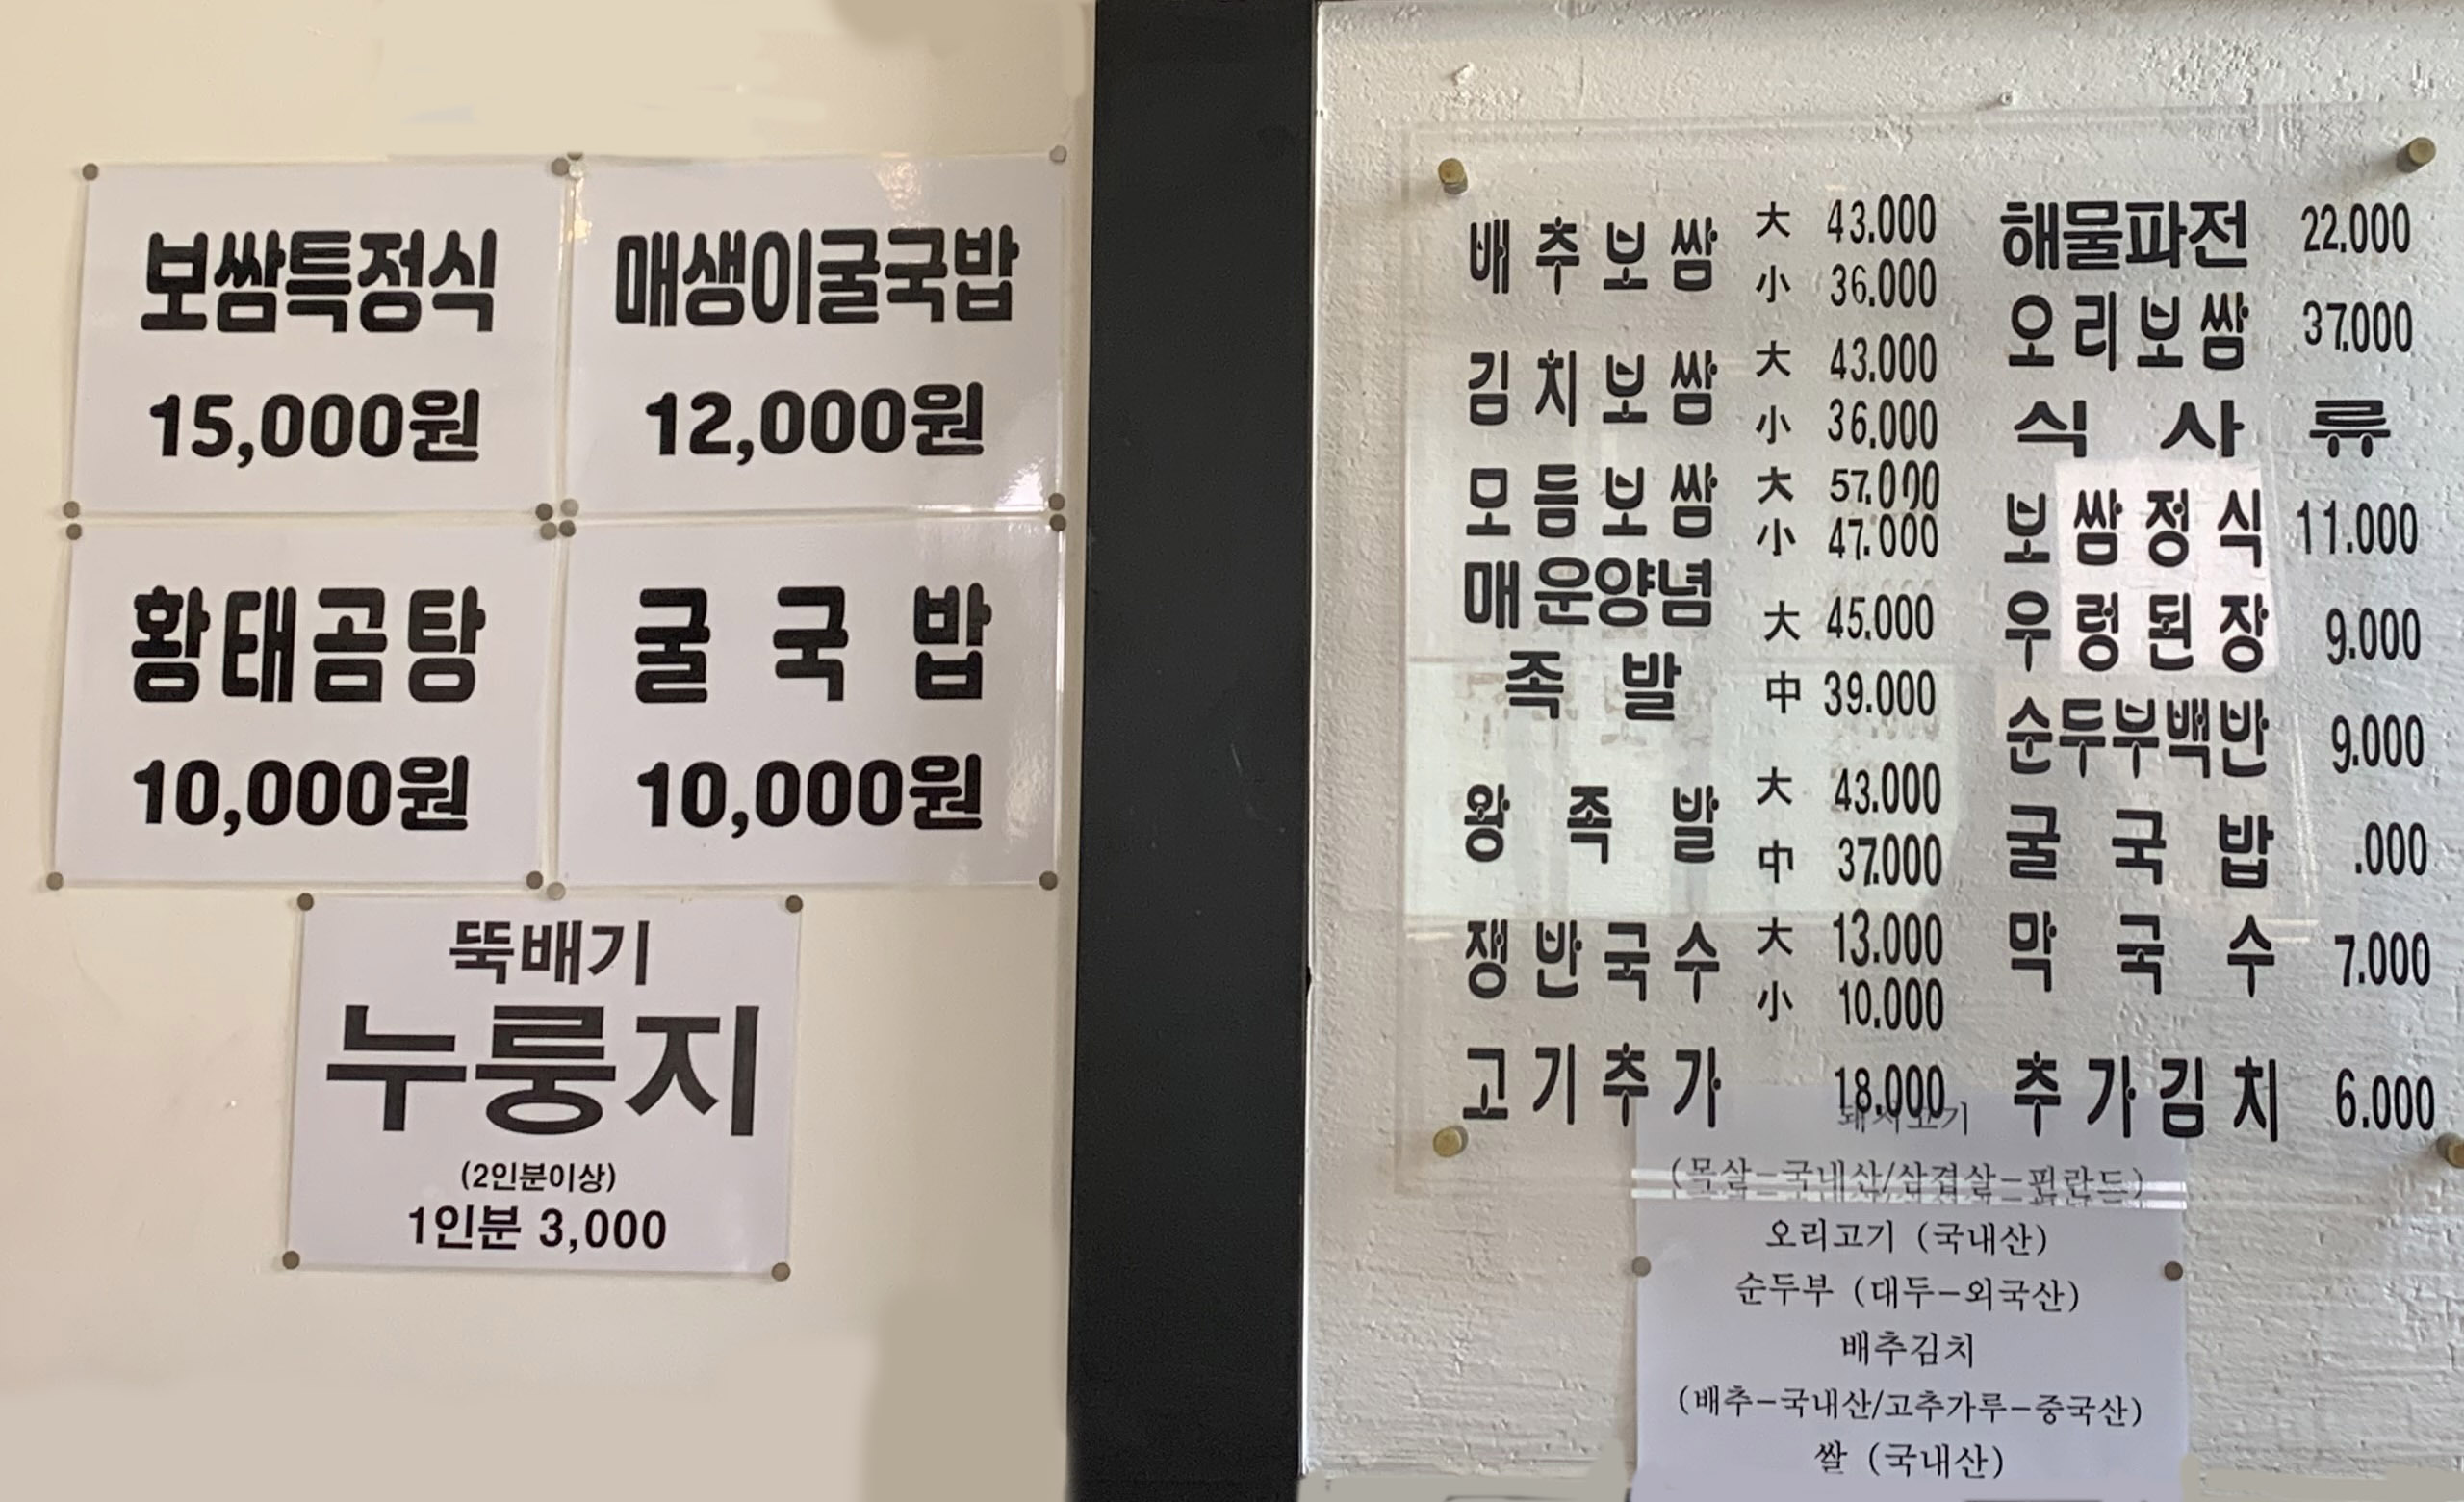 보쌈특정식
15,000원
매생이굴국밥
12,000원
황태곰탕
10,000원
굴국밥
10,000원
뚝배기
누룽지
(2인분이상)
1인분 3,000
배추보쌈 大 43.000
小 36.000
김치보쌈 大 43.000
小 36.000
모듬보쌈 大 57.000
小 47.000
매운양념
족발 大 45.000
中 39.000
왕족발 大 43.000
中 37.000
쟁반국수 大 13.000
小 10.000
고기추가 18.000
해물파전 22.000
오리보쌈 37.000
식사류
보쌈정식 11.000
우렁된장 9.000
순두부백반 9.000
굴국밥 .000
막국수 7.000
추가김치 6.000
돼지고기
(목살-국내산/삼겹살-핀란드)
오리고기 (국내산)
순두부 (대두-외국산)
배추김치
(배추-국내산/고추가루-중국산)
쌀 (국내산)